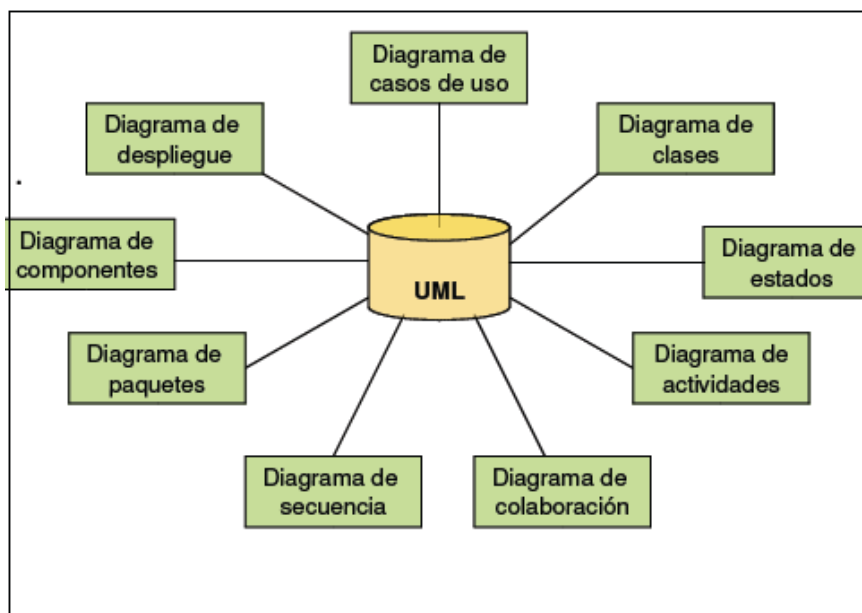 Diagrama de
casos de uso
Diagrama de
despliegue
Diagrama de
clases
Diagrama de
componentes
UML
Diagrama de
estados
Diagrama de
paquetes
Diagrama de
actividades
Diagrama de
secuencia
Diagrama de
colaboración